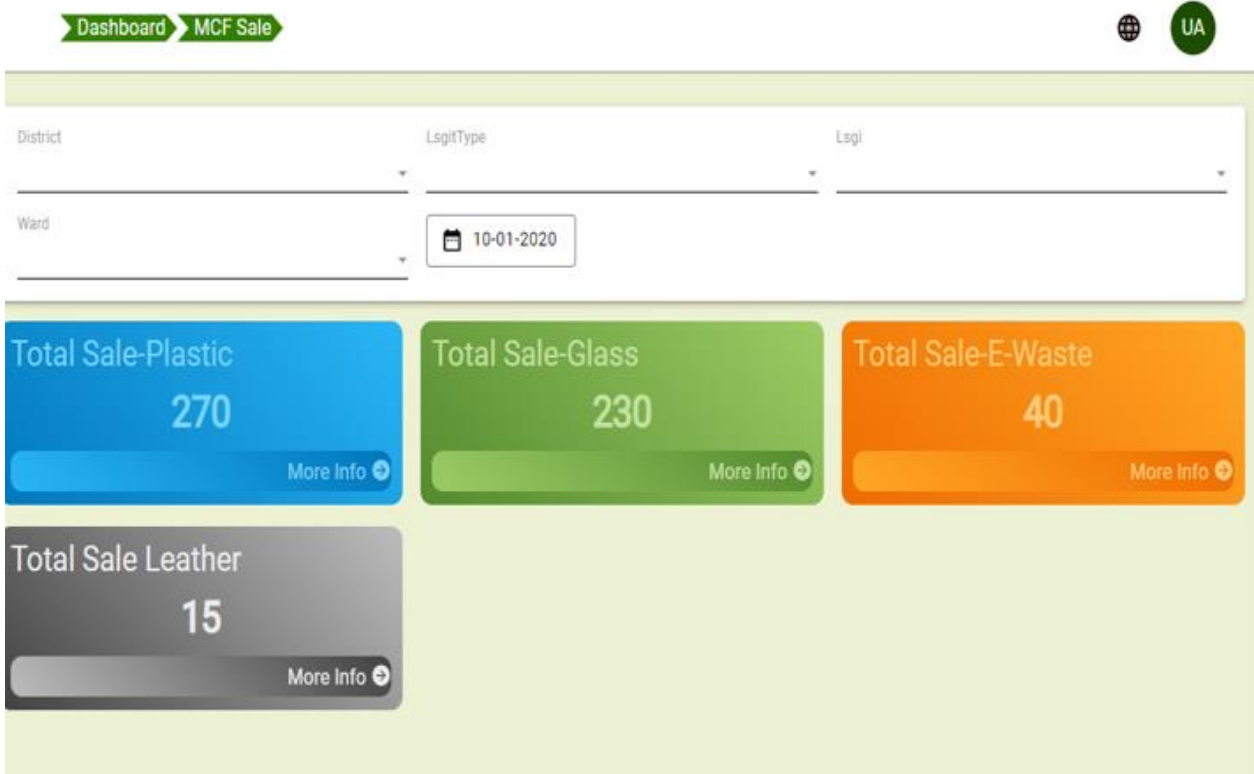 Dashboard MCF Sale UA
District LsgitType Lsgi
Ward
10-01-2020
Total Sale-Plastic
270
More Info
Total Sale-Glass
230
More Info
Total Sale-E-Waste
40
More Info
Total Sale Leather
15
More Info